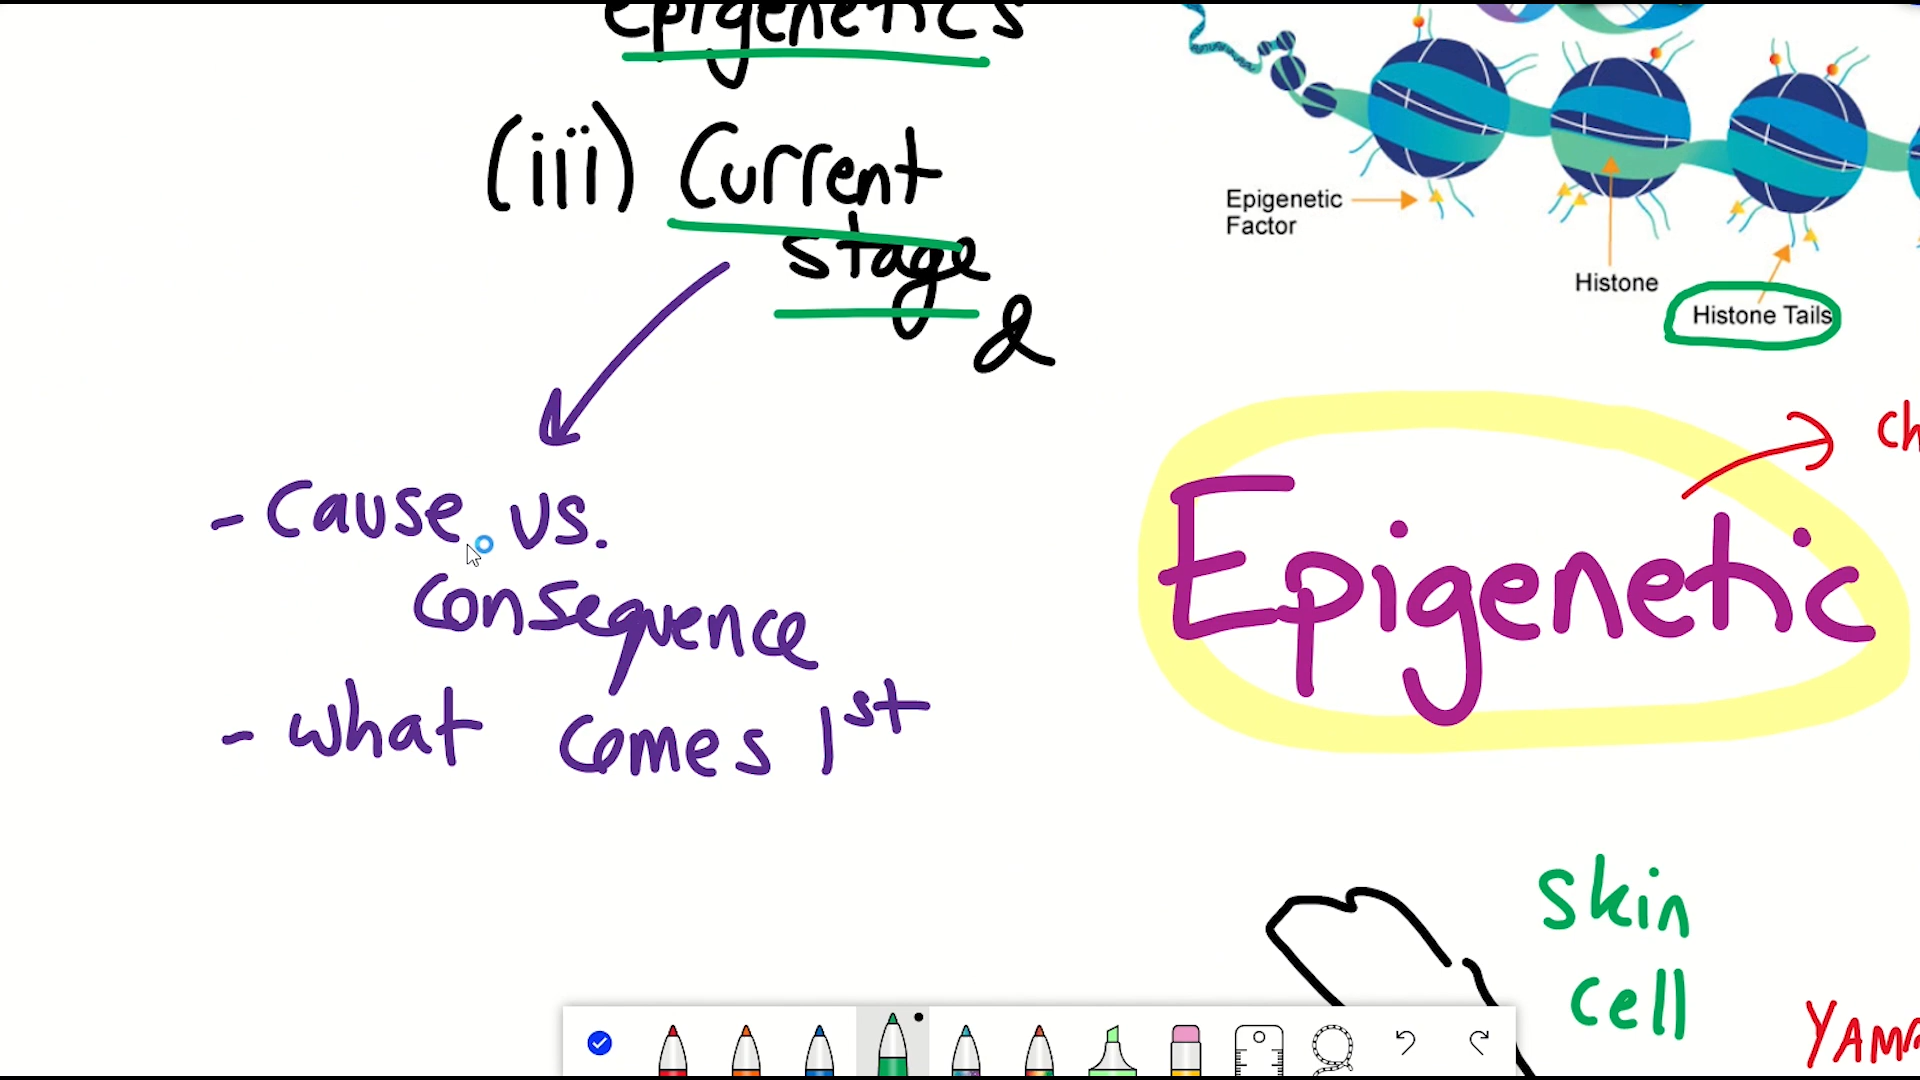 epigenetics
(iii) Current
stage
&
- Cause vs.
consequence
- what comes 1st
Epigenetic
Factor
Histone
Histone Tails
Epigenetic
skin
cell